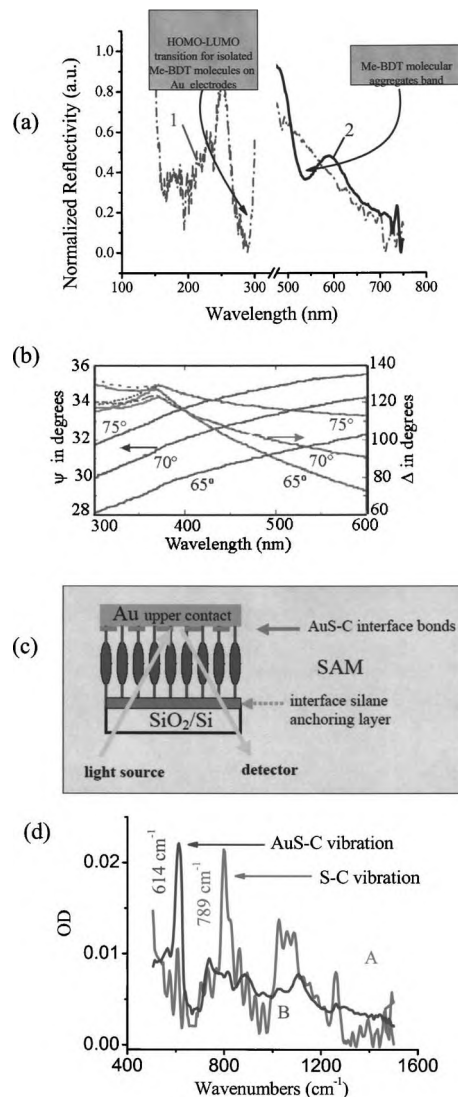 (a)
HOMO-LUMO
transition for isolated
Me-BDT molecules on
Au electrodes
Me-BDT molecular
aggregates band
1
2
Normalized Reflectivity (a.u.)
1.0
0.8
0.6
0.4
0.2
0.0
100 200 300 500 600 700 800
Wavelength (nm)
(b)
ψ in degrees
36
34
32
30
28
140
120
100
80
60
Δ in degrees
75°
70°
65°
75°
70°
65°
300 400 500 600
Wavelength (nm)
(c)
Au upper contact
AuS-C interface bonds
SAM
interface silane
anchoring layer
SiO₂/Si
light source
detector
(d)
614 cm⁻¹
789 cm⁻¹
AuS-C vibration
S-C vibration
A
B
OD
0.02
0.01
0.00
400 800 1200 1600
Wavenumbers (cm⁻¹)